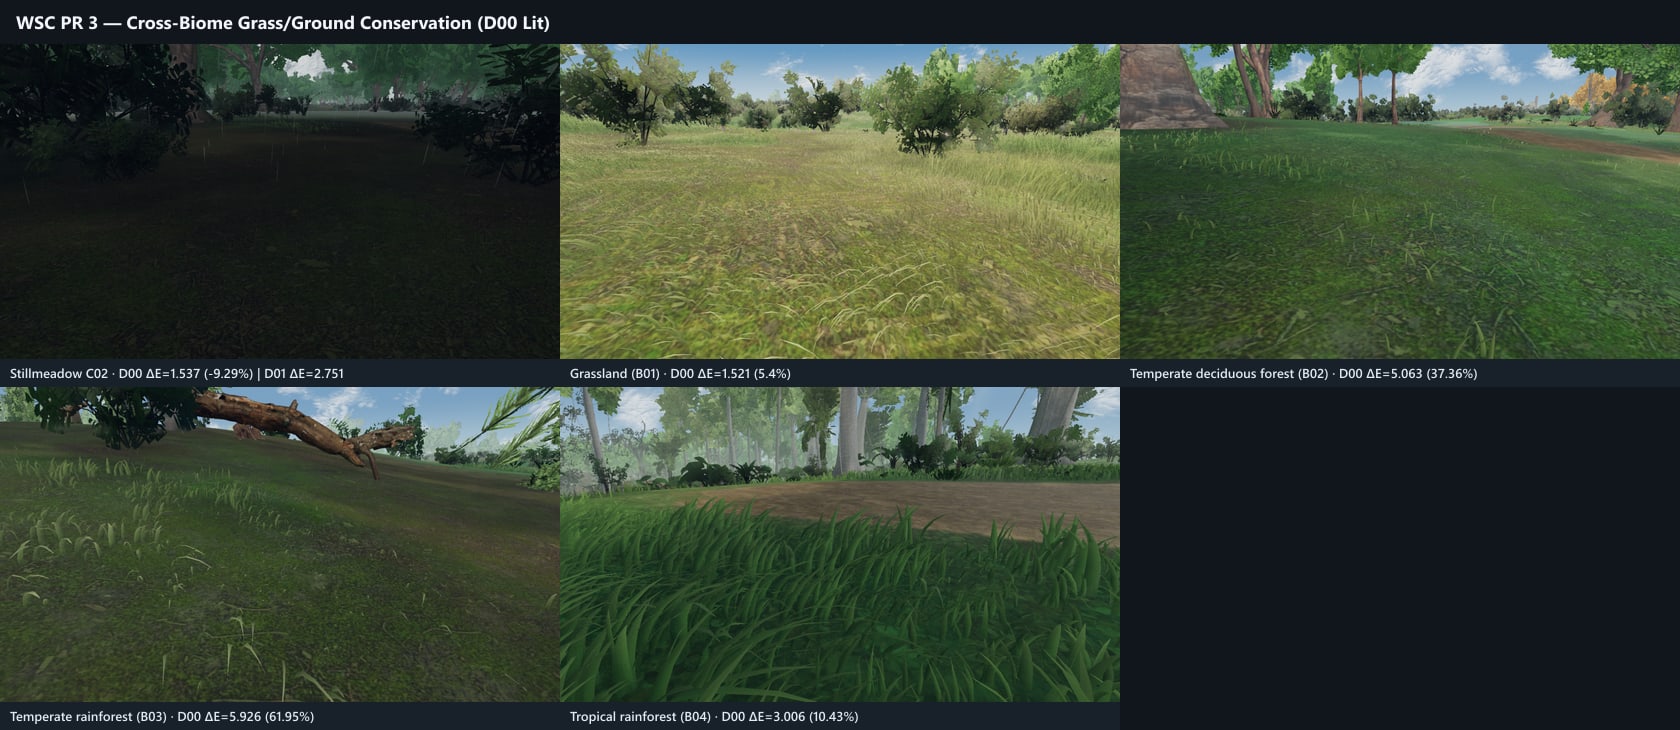 WSC PR 3 — Cross-Biome Grass/Ground Conservation (D00 Lit)
Stillmeadow C02 · D00 ΔE=1.537 (-9.29%) | D01 ΔE=2.751
Grassland (B01) · D00 ΔE=1.521 (5.4%)
Temperate deciduous forest (B02) · D00 ΔE=5.063 (37.36%)
Temperate rainforest (B03) · D00 ΔE=5.926 (61.95%)
Tropical rainforest (B04) · D00 ΔE=3.006 (10.43%)